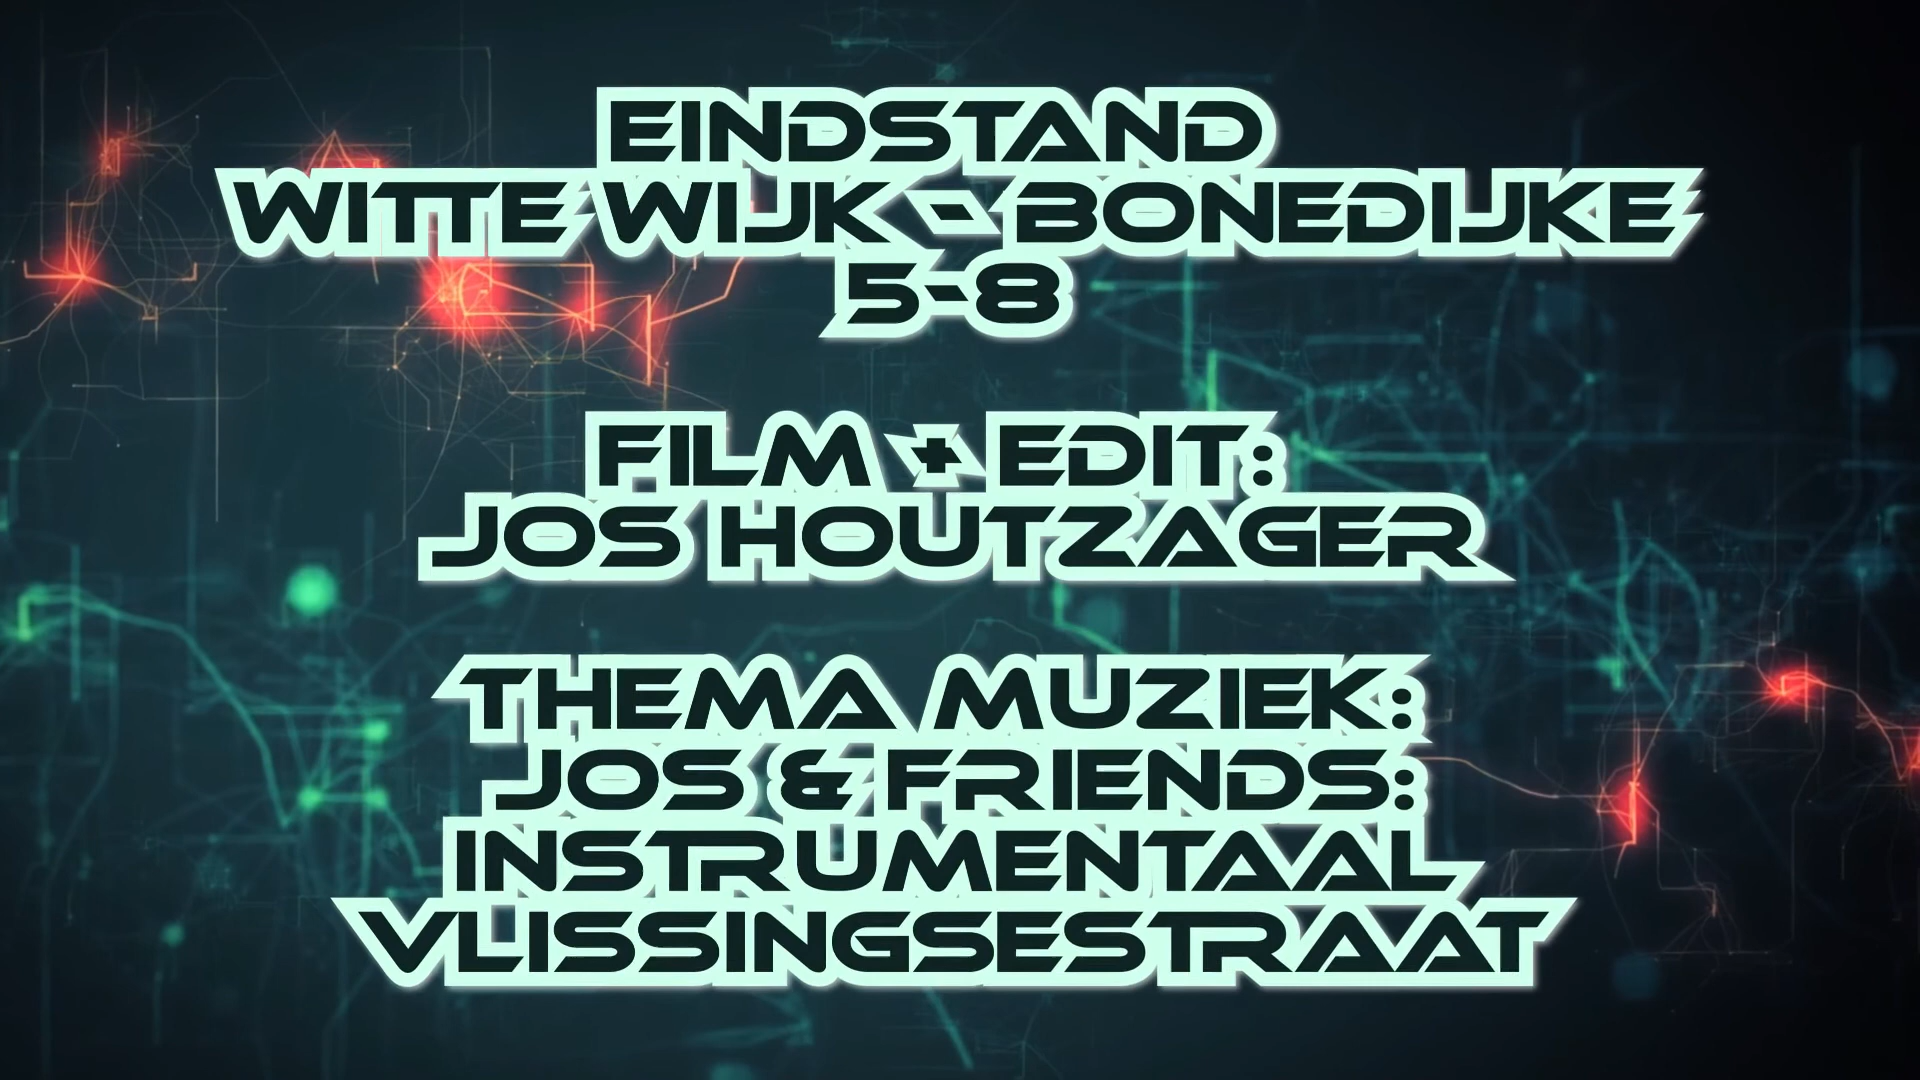 EINDSTAND
WITTE WIJK - BONEDIJKE
5-8
FILM + EDIT:
JOS HOUTZAGER
THEMA MUZIEK:
JOS & FRIENDS:
INSTRUMENTAAL
VLISSINGSESTRAAT